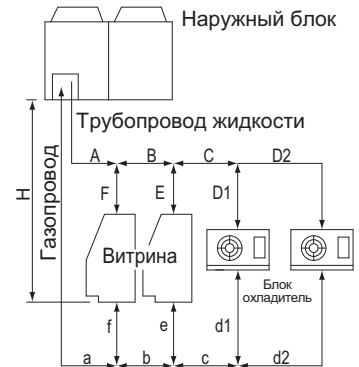 Наружный блок
Трубопровод жидкости
A B C D2
H
Газопровод
F E D1
Витрина
Блок
охладитель
f e d1
a b c d2